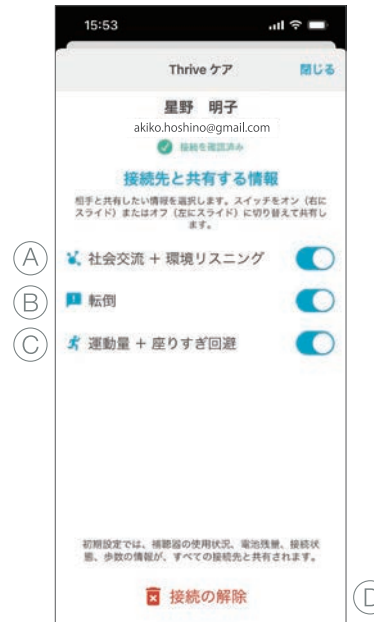 15:53
Thrive ケア
閉じる
星野 明子
akiko.hoshino@gmail.com
接続を確認済み
接続先と共有する情報
相手と共有したい情報を選択します。スイッチをオン（右に
スライド）またはオフ（左にスライド）に切り替えて共有し
ます。
A 社会交流 + 環境リスニング
B 転倒
C 運動量 + 座りすぎ回避
初期設定では、補聴器の使用状況、電池残量、接続状
態、歩数の情報が、すべての接続先と共有されます。
接続の解除
D